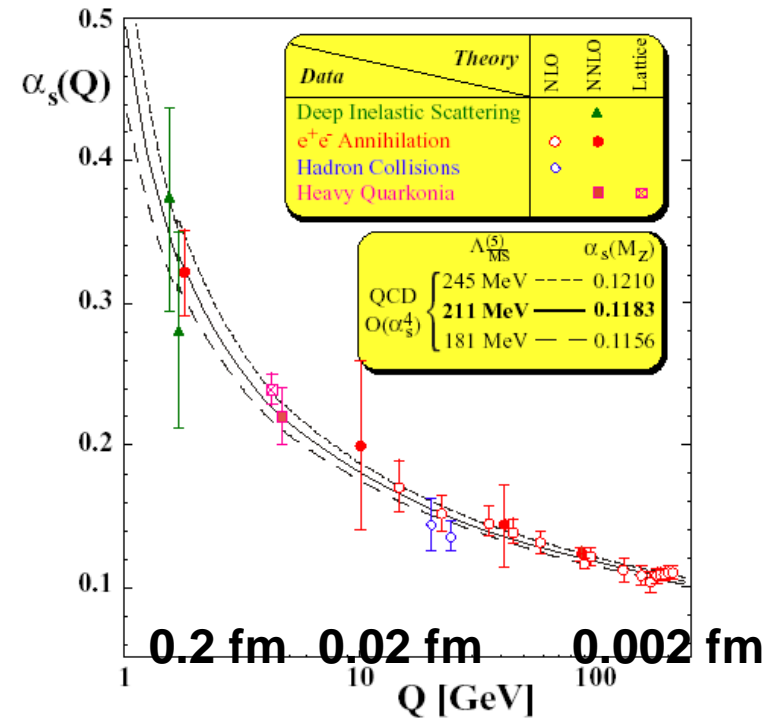 0.5
αs(Q)
0.4
0.3
0.2
0.1
Theory
Data
NLO
NNLO
Lattice
Deep Inelastic Scattering
e+e- Annihilation
Hadron Collisions
Heavy Quarkonia
Λ(5)MS αs(MZ)
QCD
O(αs4)
245 MeV 0.1210
211 MeV 0.1183
181 MeV 0.1156
0.2 fm 0.02 fm 0.002 fm
1 10 100
Q [GeV]